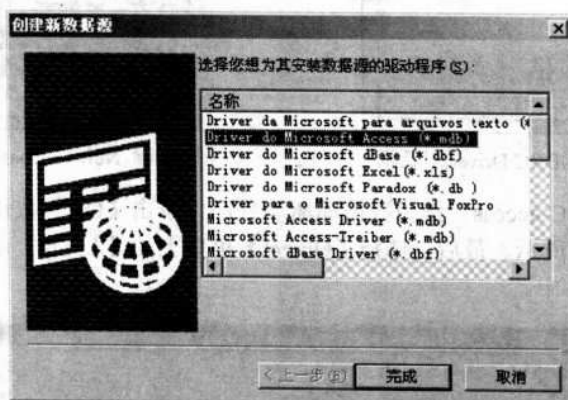 创建新数据源
选择您想为其安装数据源的驱动程序(S):
名称
Driver da Microsoft para arquivos texto (*
Driver do Microsoft Access (*.mdb)
Driver do Microsoft dBase (*.dbf)
Driver do Microsoft Excel(*.xls)
Driver do Microsoft Paradox (*.db )
Driver para o Microsoft Visual FoxPro
Microsoft Access Driver (*.mdb)
Microsoft Access-Treiber (*.mdb)
Microsoft dBase Driver (*.dbf)
< 上一步(B) 完成 取消